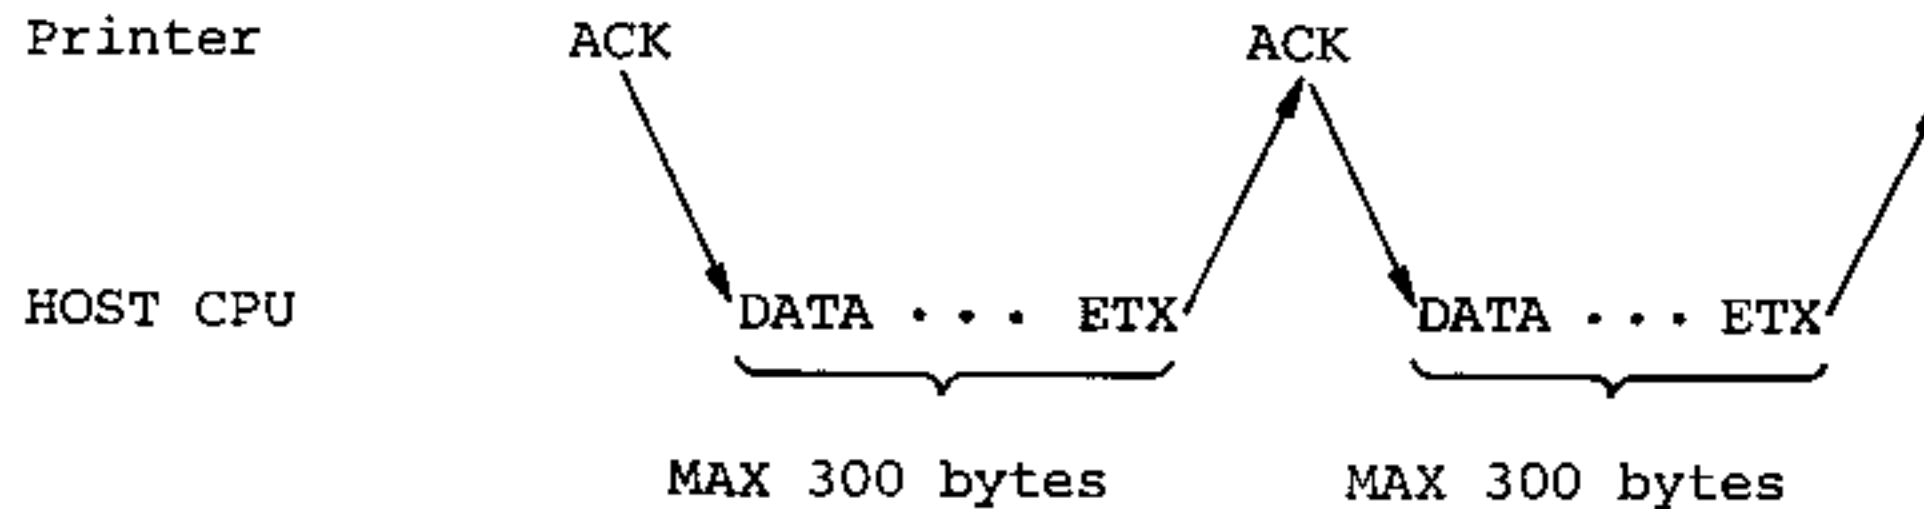 Printer ACK ACK
HOST CPU DATA ... ETX DATA ... ETX
MAX 300 bytes MAX 300 bytes